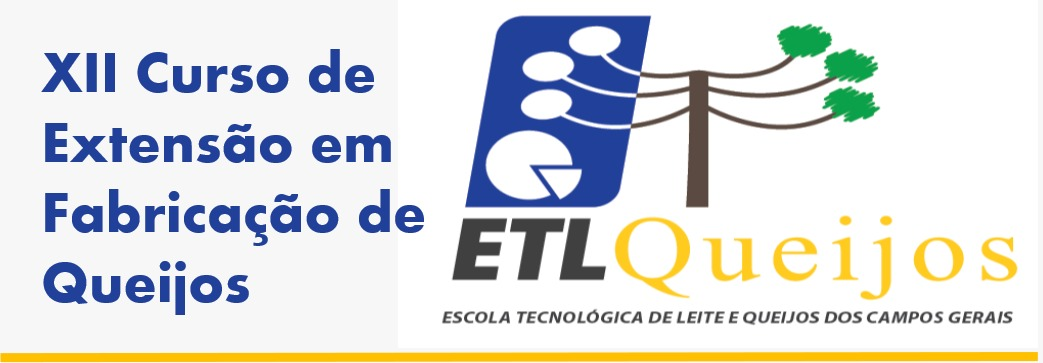 XII Curso de
Extensão em
Fabricação de
Queijos
ETLQueijos
ESCOLA TECNOLÓGICA DE LEITE E QUEIJOS DOS CAMPOS GERAIS